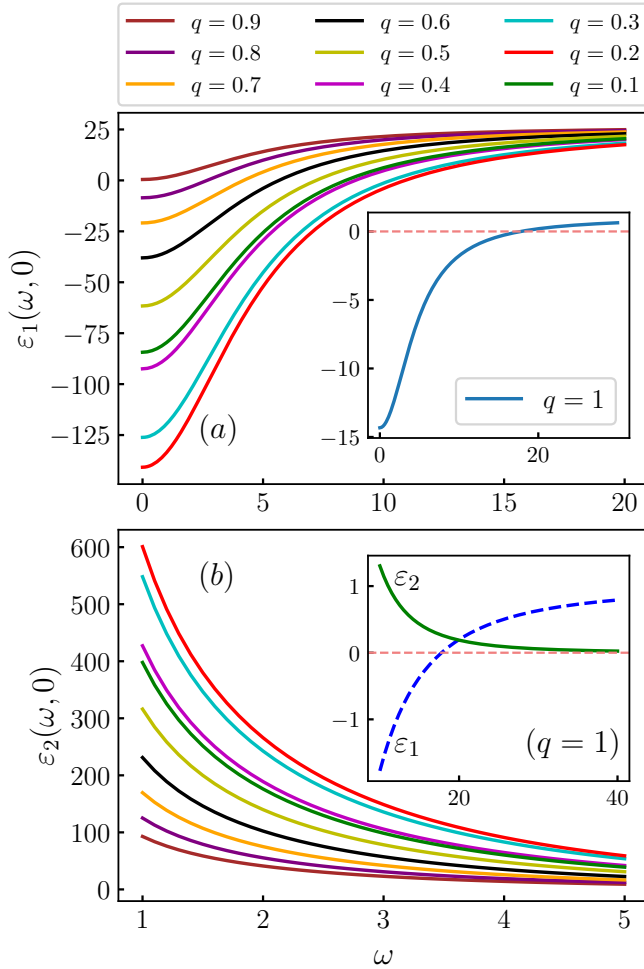 q = 0.9 q = 0.6 q = 0.3
q = 0.8 q = 0.5 q = 0.2
q = 0.7 q = 0.4 q = 0.1
ε₁(ω, 0)
25
0
−25
−50
−75
−100
−125
(a)
0 5 10 15 20
0
−5
−10
−15
0 20
q = 1
ε₂(ω, 0)
600
500
400
300
200
100
0
(b)
1 2 3 4 5
ω
1
0
−1
ε₂
ε₁
(q = 1)
20 40